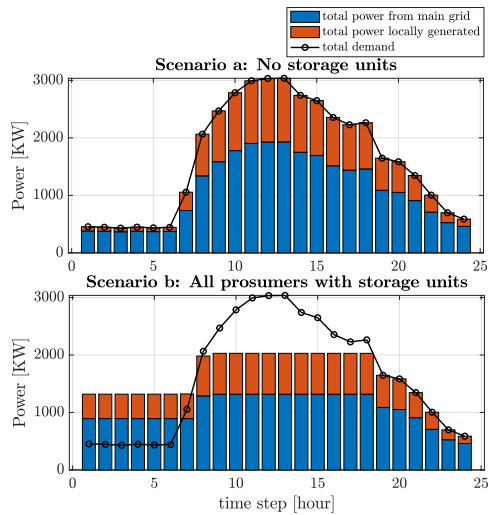 total power from main grid
total power locally generated
total demand
Scenario a: No storage units
3000
2000
1000
0
Power [KW]
0 5 10 15 20 25
Scenario b: All prosumers with storage units
3000
2000
1000
0
Power [KW]
0 5 10 15 20 25
time step [hour]